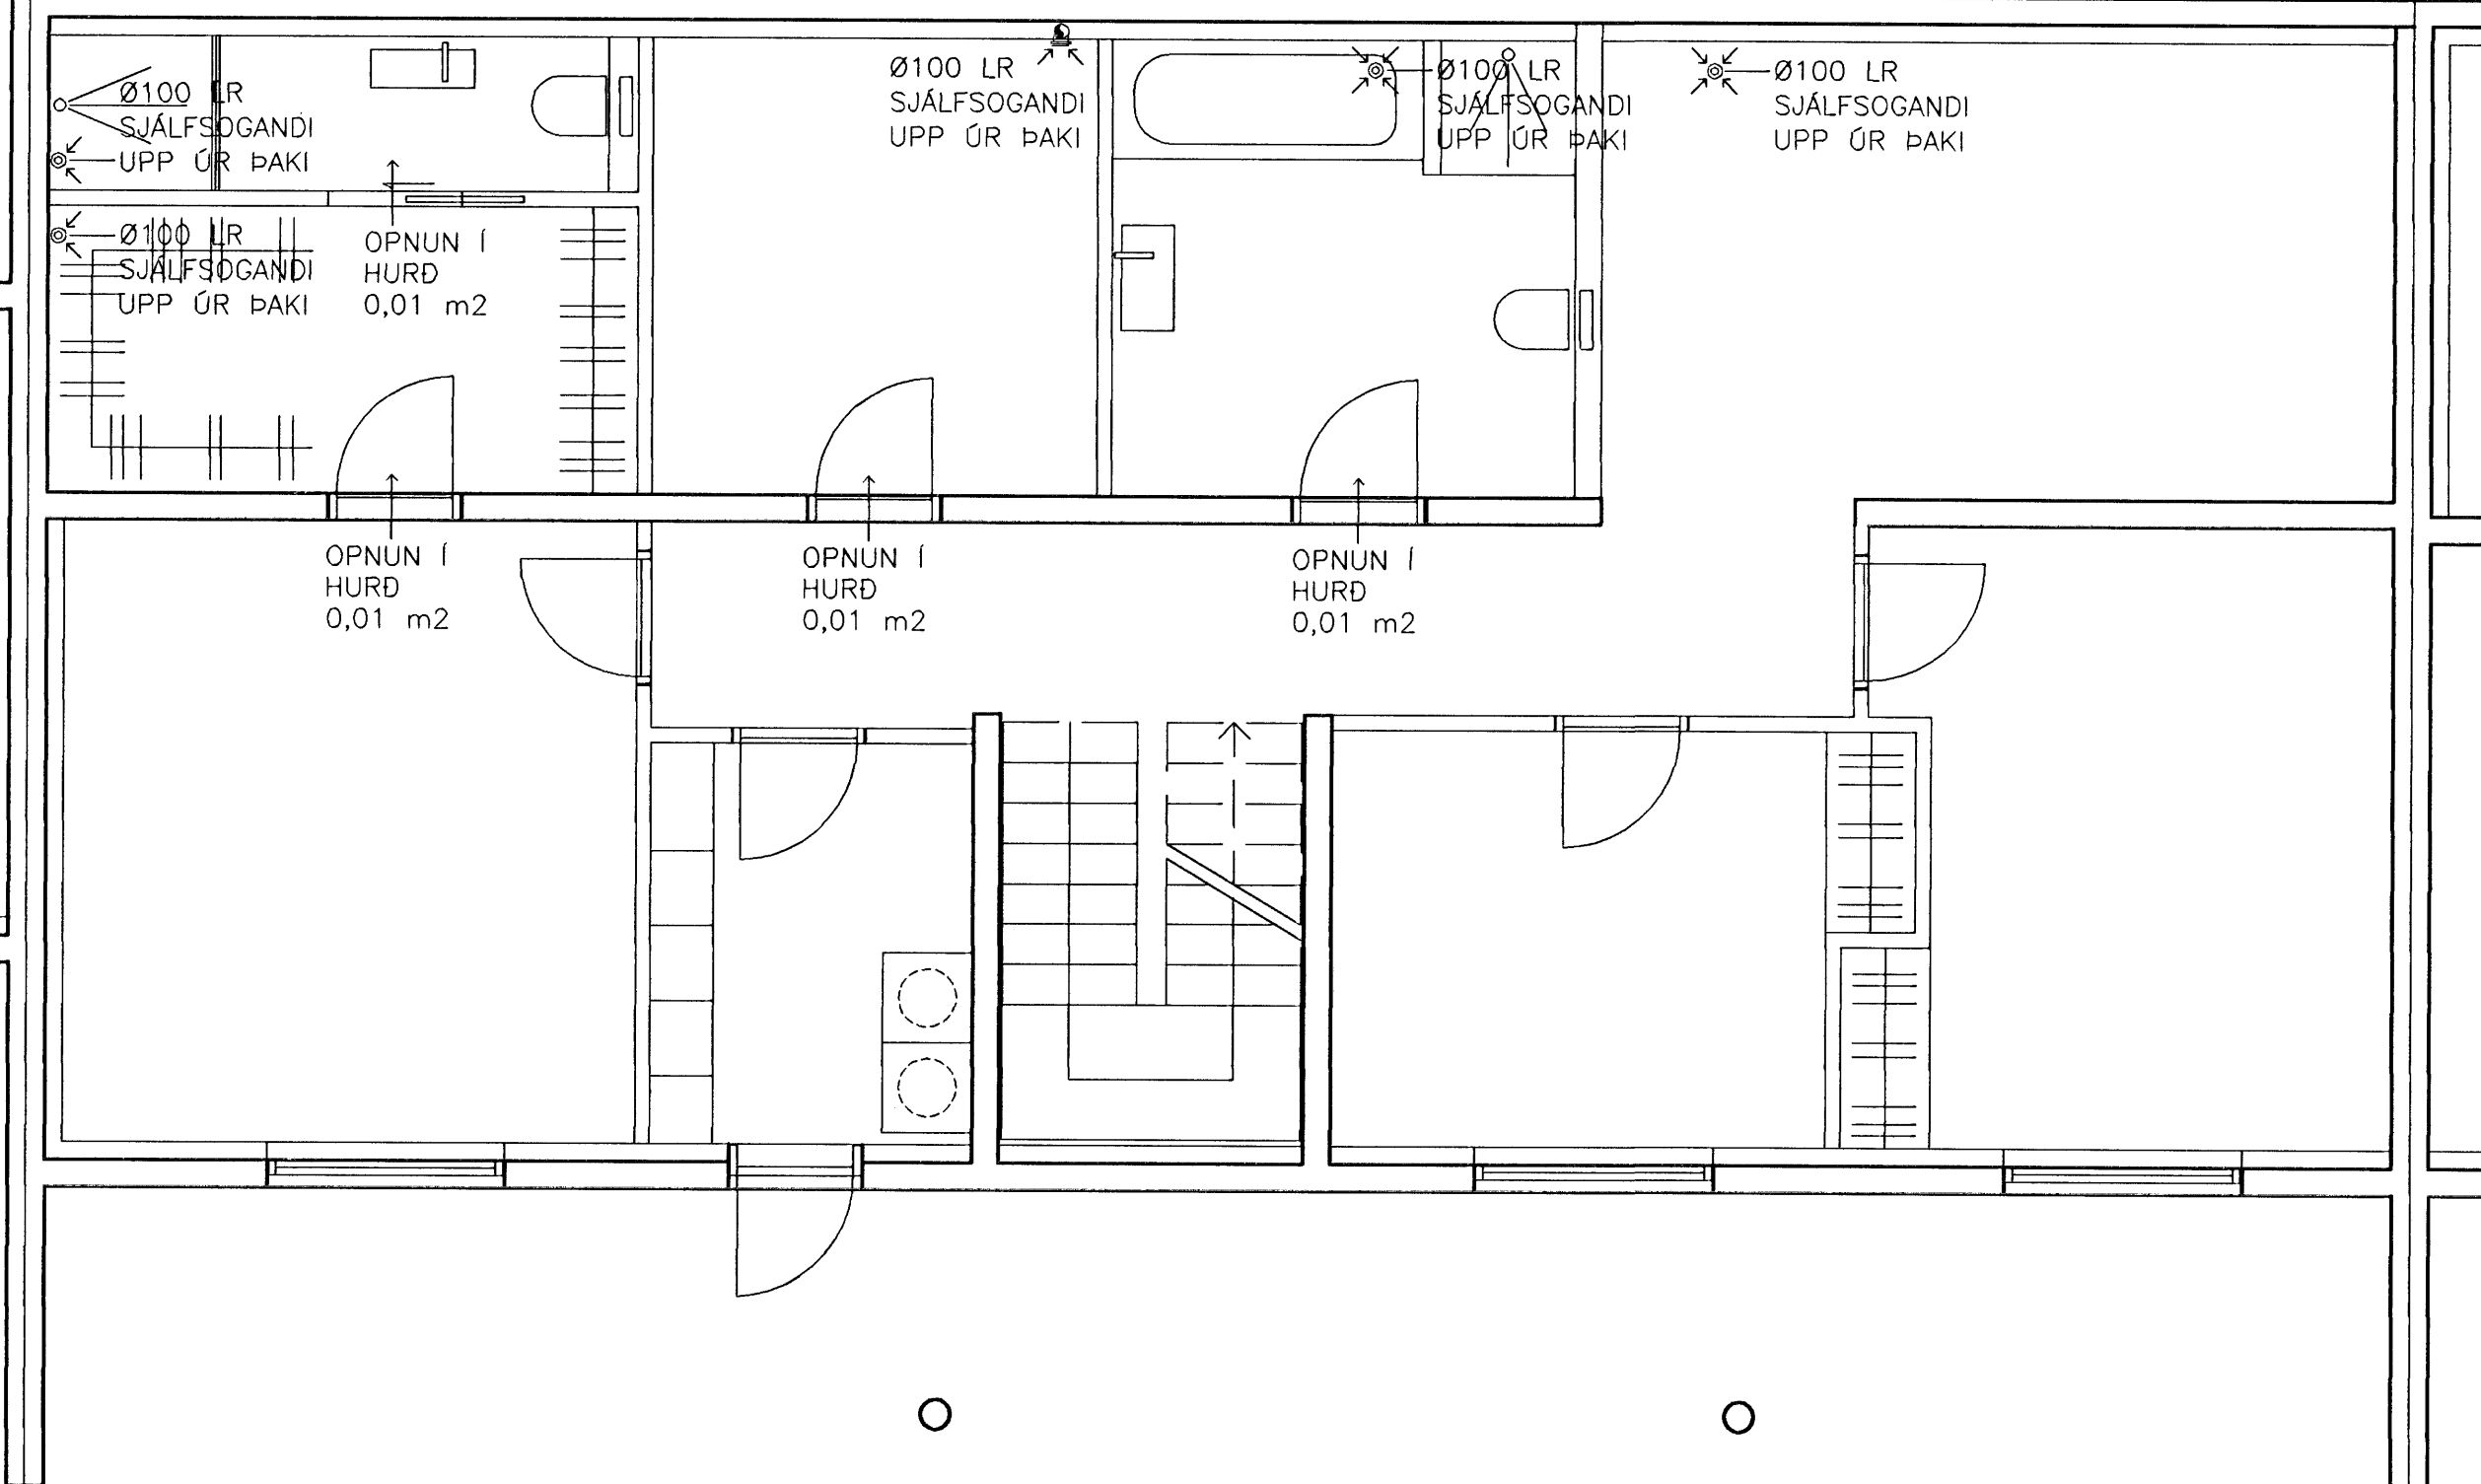 Ø100 LR
SJÁLFSOGANDI
UPP ÚR ÞAKI
Ø100 LR
SJÁLFSOGANDI
UPP ÚR ÞAKI
Ø100 LR
SJÁLFSOGANDI
UPP ÚR ÞAKI
Ø100 LR
SJÁLFSOGANDI
UPP ÚR ÞAKI
Ø100 LR
SJÁLFSOGANDI
UPP ÚR ÞAKI
OPNUN Í
HURÐ
0,01 m2
OPNUN Í
HURÐ
0,01 m2
OPNUN Í
HURÐ
0,01 m2
OPNUN Í
HURÐ
0,01 m2